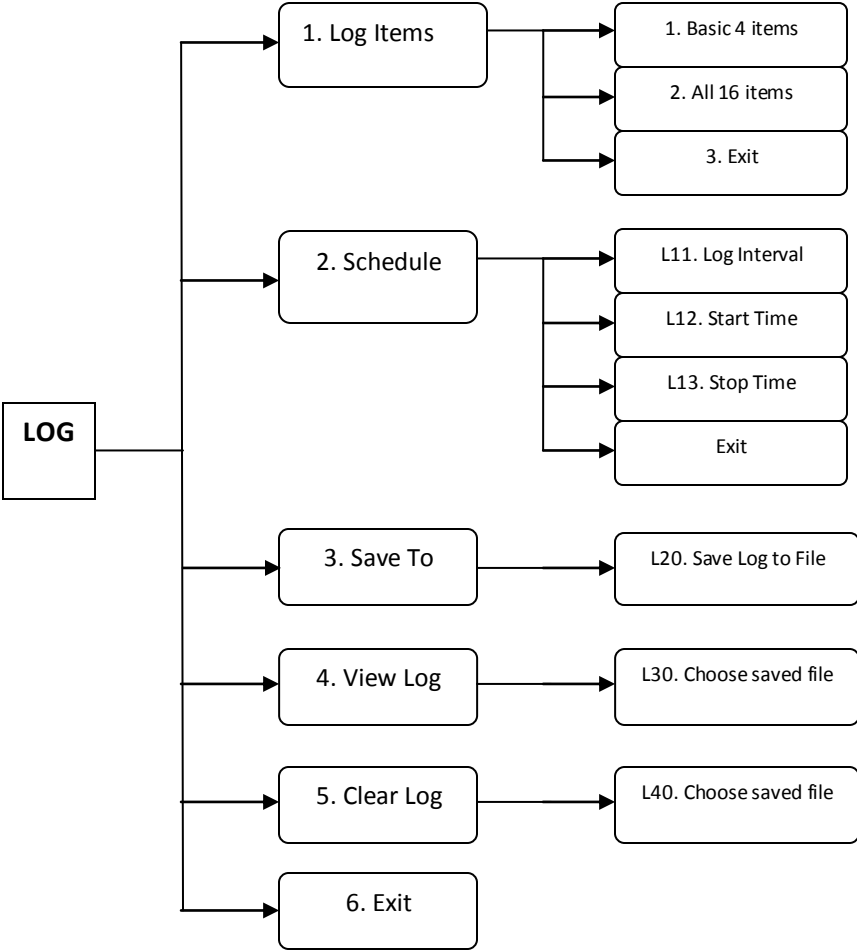 1. Log Items
1. Basic 4 items
2. All 16 items
3. Exit
2. Schedule
L11. Log Interval
L12. Start Time
L13. Stop Time
Exit
LOG
3. Save To
L20. Save Log to File
4. View Log
L30. Choose saved file
5. Clear Log
L40. Choose saved file
6. Exit